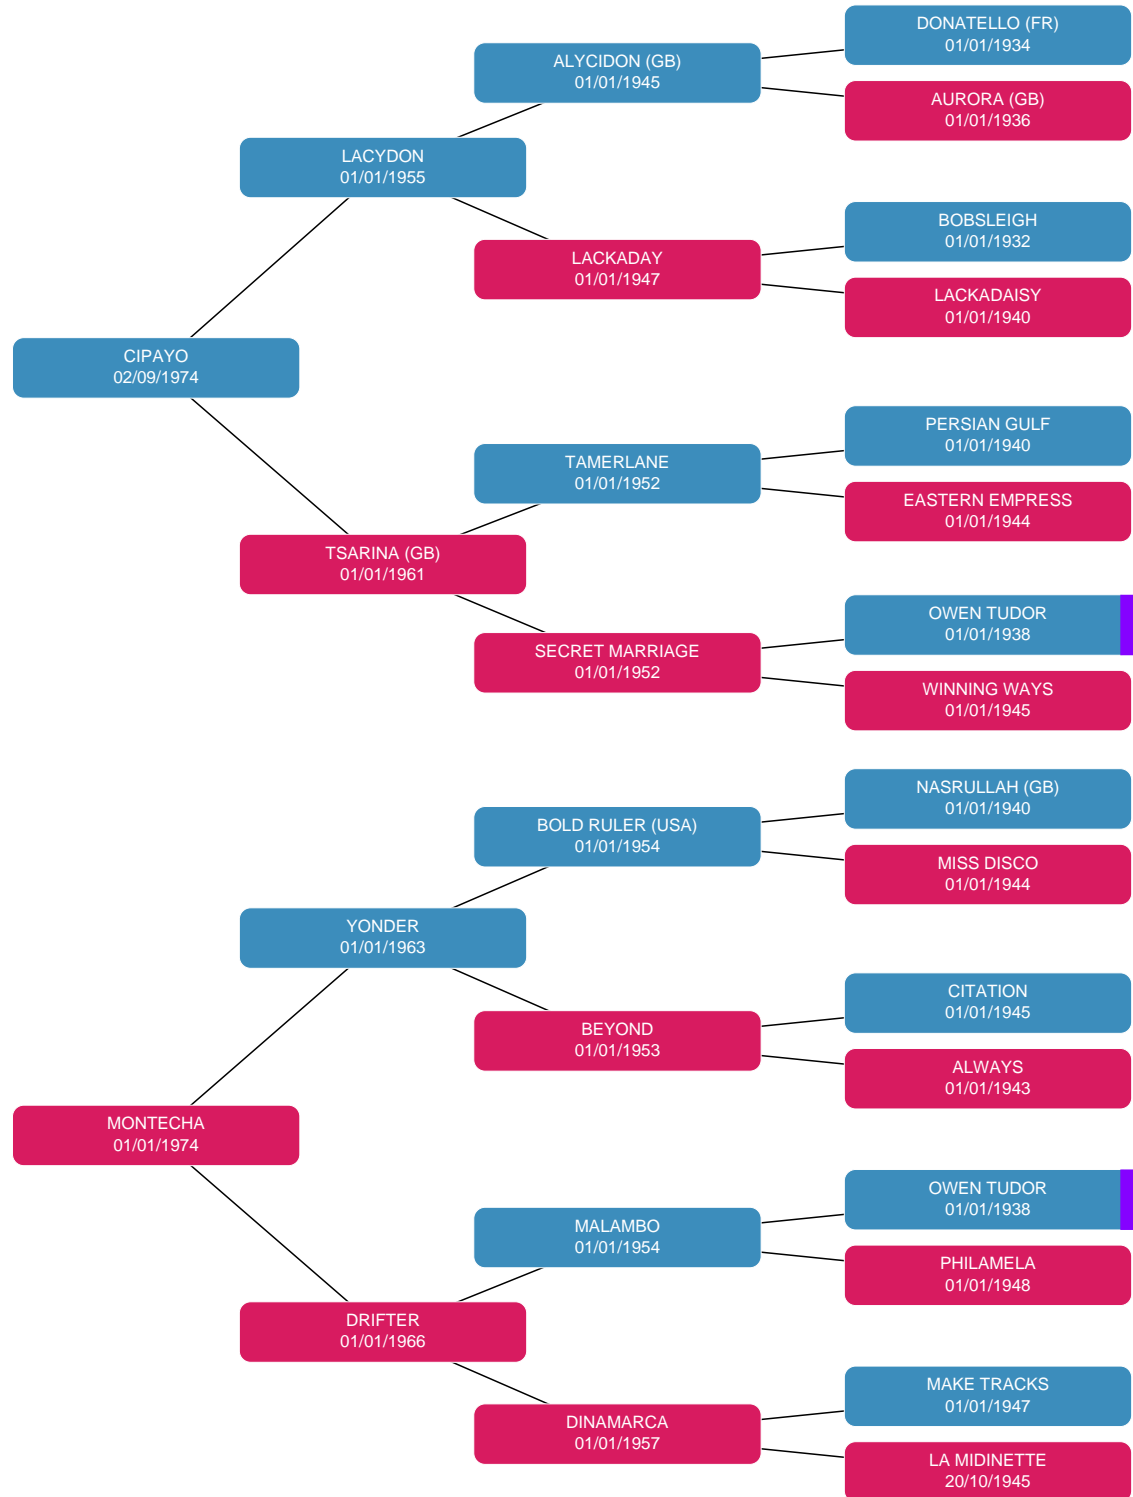 DONATELLO (FR)
01/01/1934
ALYCIDON (GB)
01/01/1945
AURORA (GB)
01/01/1936
LACYDON
01/01/1955
BOBSLEIGH
01/01/1932
LACKADAY
01/01/1947
LACKADAISY
01/01/1940
CIPAYO
02/09/1974
PERSIAN GULF
01/01/1940
TAMERLANE
01/01/1952
EASTERN EMPRESS
01/01/1944
TSARINA (GB)
01/01/1961
OWEN TUDOR
01/01/1938
SECRET MARRIAGE
01/01/1952
WINNING WAYS
01/01/1945
NASRULLAH (GB)
01/01/1940
BOLD RULER (USA)
01/01/1954
MISS DISCO
01/01/1944
YONDER
01/01/1963
CITATION
01/01/1945
BEYOND
01/01/1953
ALWAYS
01/01/1943
MONTECHA
01/01/1974
OWEN TUDOR
01/01/1938
MALAMBO
01/01/1954
PHILAMELA
01/01/1948
DRIFTER
01/01/1966
MAKE TRACKS
01/01/1947
DINAMARCA
01/01/1957
LA MIDINETTE
20/10/1945